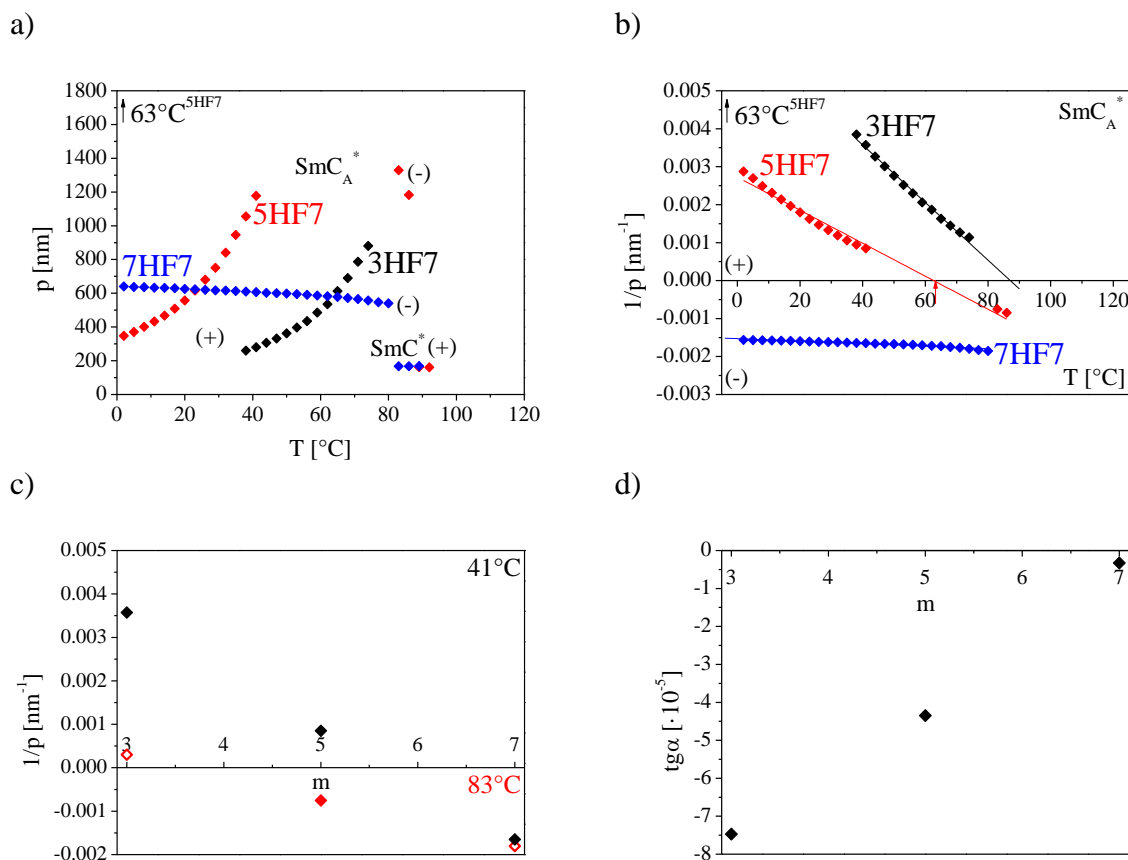 a)
63°C^5HF7
SmC_A^*
(-)
5HF7
7HF7
3HF7
(+)
(-)
SmC^*(+)
1800
1600
1400
1200
1000
800
600
400
200
0
0 20 40 60 80 100 120
p [nm]
T [°C]
b)
63°C^5HF7
SmC_A^*
3HF7
5HF7
(+)
7HF7
(-)
T [°C]
0.005
0.004
0.003
0.002
0.001
0.000
-0.001
-0.002
-0.003
0 20 40 60 80 100 120
1/p [nm^-1]
c)
41°C
83°C
0.005
0.004
0.003
0.002
0.001
0.000
-0.001
-0.002
3 4 5 6 7
m
1/p [nm^-1]
d)
0
-1
-2
-3
-4
-5
-6
-7
-8
3 4 5 6 7
m
tgα [·10^-5]